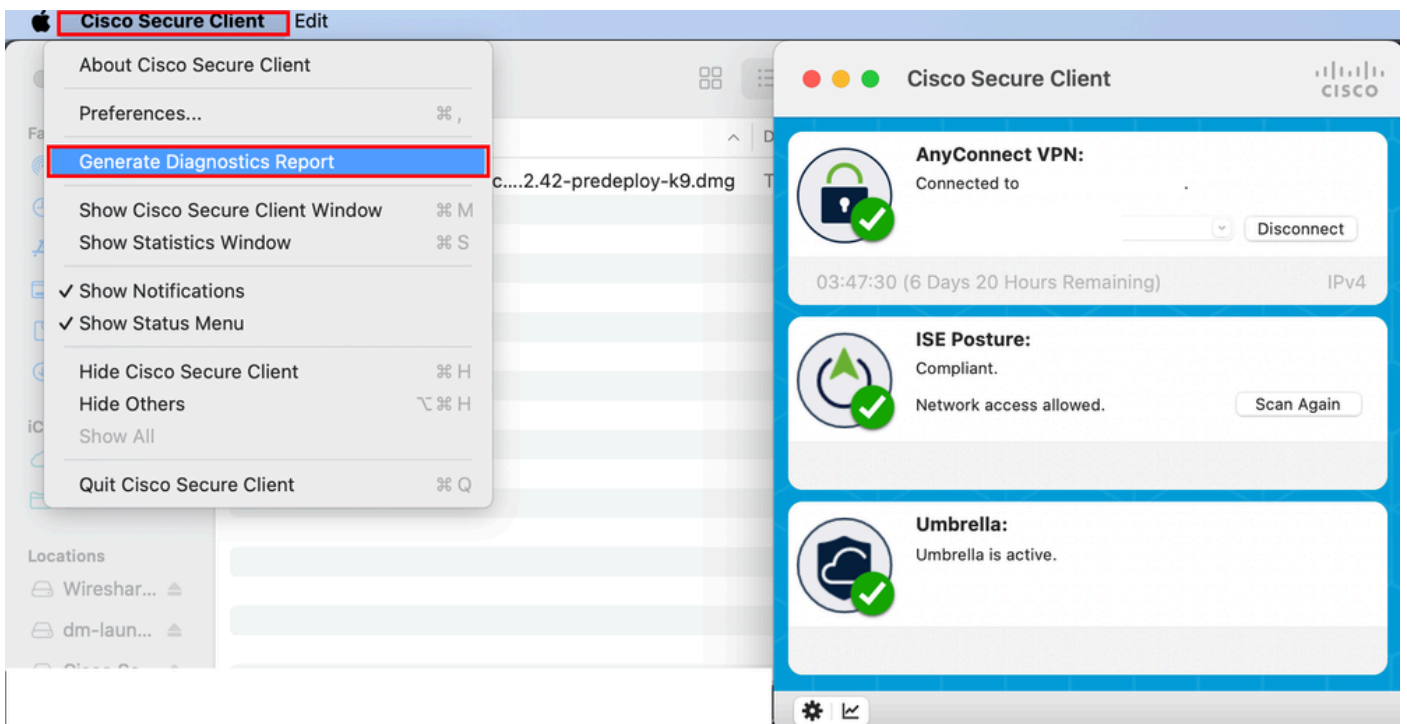 Cisco Secure Client Edit
About Cisco Secure Client
Preferences... ⌘ ,
Generate Diagnostics Report
Show Cisco Secure Client Window ⌘ M
Show Statistics Window ⌘ S
✓ Show Notifications
✓ Show Status Menu
Hide Cisco Secure Client ⌘ H
Hide Others ⌥ ⌘ H
Show All
Quit Cisco Secure Client ⌘ Q
Fa
iC
D
c....2.42-predeploy-k9.dmg T
Locations
Wireshar...
dm-laun...
Cisco Secure Client
CISCO
AnyConnect VPN:
Connected to .
Disconnect
03:47:30 (6 Days 20 Hours Remaining) IPv4
ISE Posture:
Compliant.
Network access allowed. Scan Again
Umbrella:
Umbrella is active.